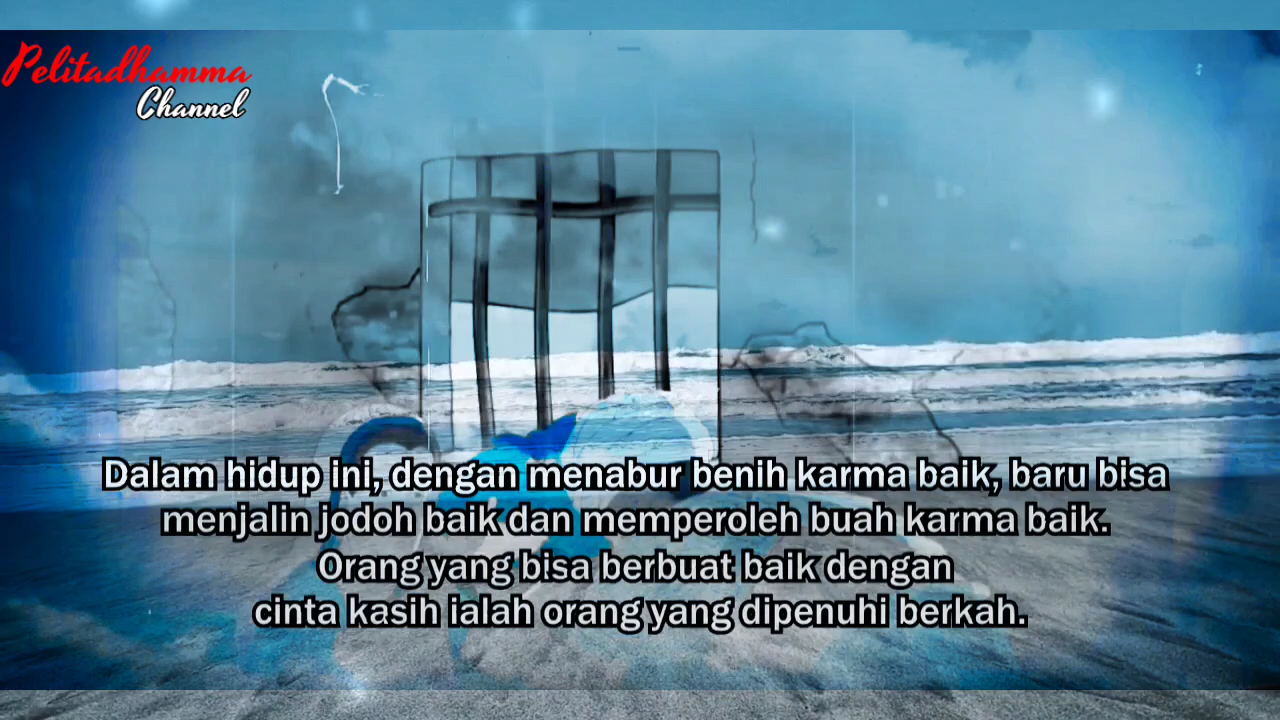 Pelitadhamma
Channel
Dalam hidup ini, dengan menabur benih karma baik, baru bisa
menjalin jodoh baik dan memperoleh buah karma baik.
Orang yang bisa berbuat baik dengan
cinta kasih ialah orang yang dipenuhi berkah.